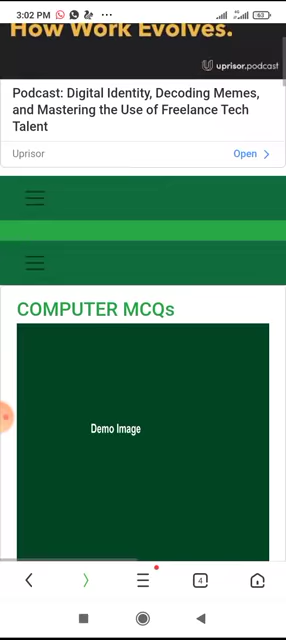 3:02 PM
63
How Work Evolves.
uprisor.podcast
Podcast: Digital Identity, Decoding Memes,
and Mastering the Use of Freelance Tech
Talent
Uprisor
Open
COMPUTER MCQs
Demo Image
4